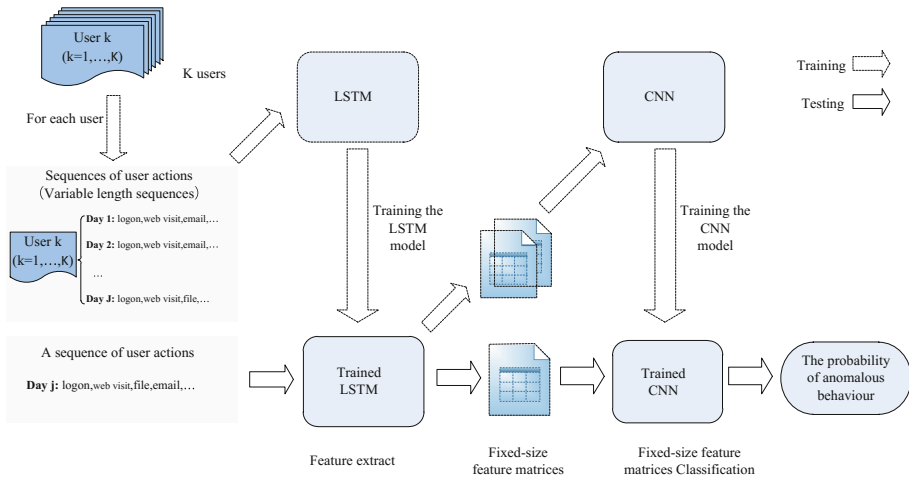 User k
(k=1,…,K)
K users
For each user
LSTM
CNN
Training
Testing
Sequences of user actions
(Variable length sequences)
User k
(k=1,…,K)
Day 1: logon,web visit,email,…
Day 2: logon,web visit,email,…
…
Day J: logon,web visit,file,…
Training the
LSTM
model
Training the
CNN
model
A sequence of user actions
Day j: logon,web visit,file,email,…
Trained
LSTM
Trained
CNN
The probability
of anomalous
behaviour
Feature extract
Fixed-size
feature matrices
Fixed-size feature
matrices Classification